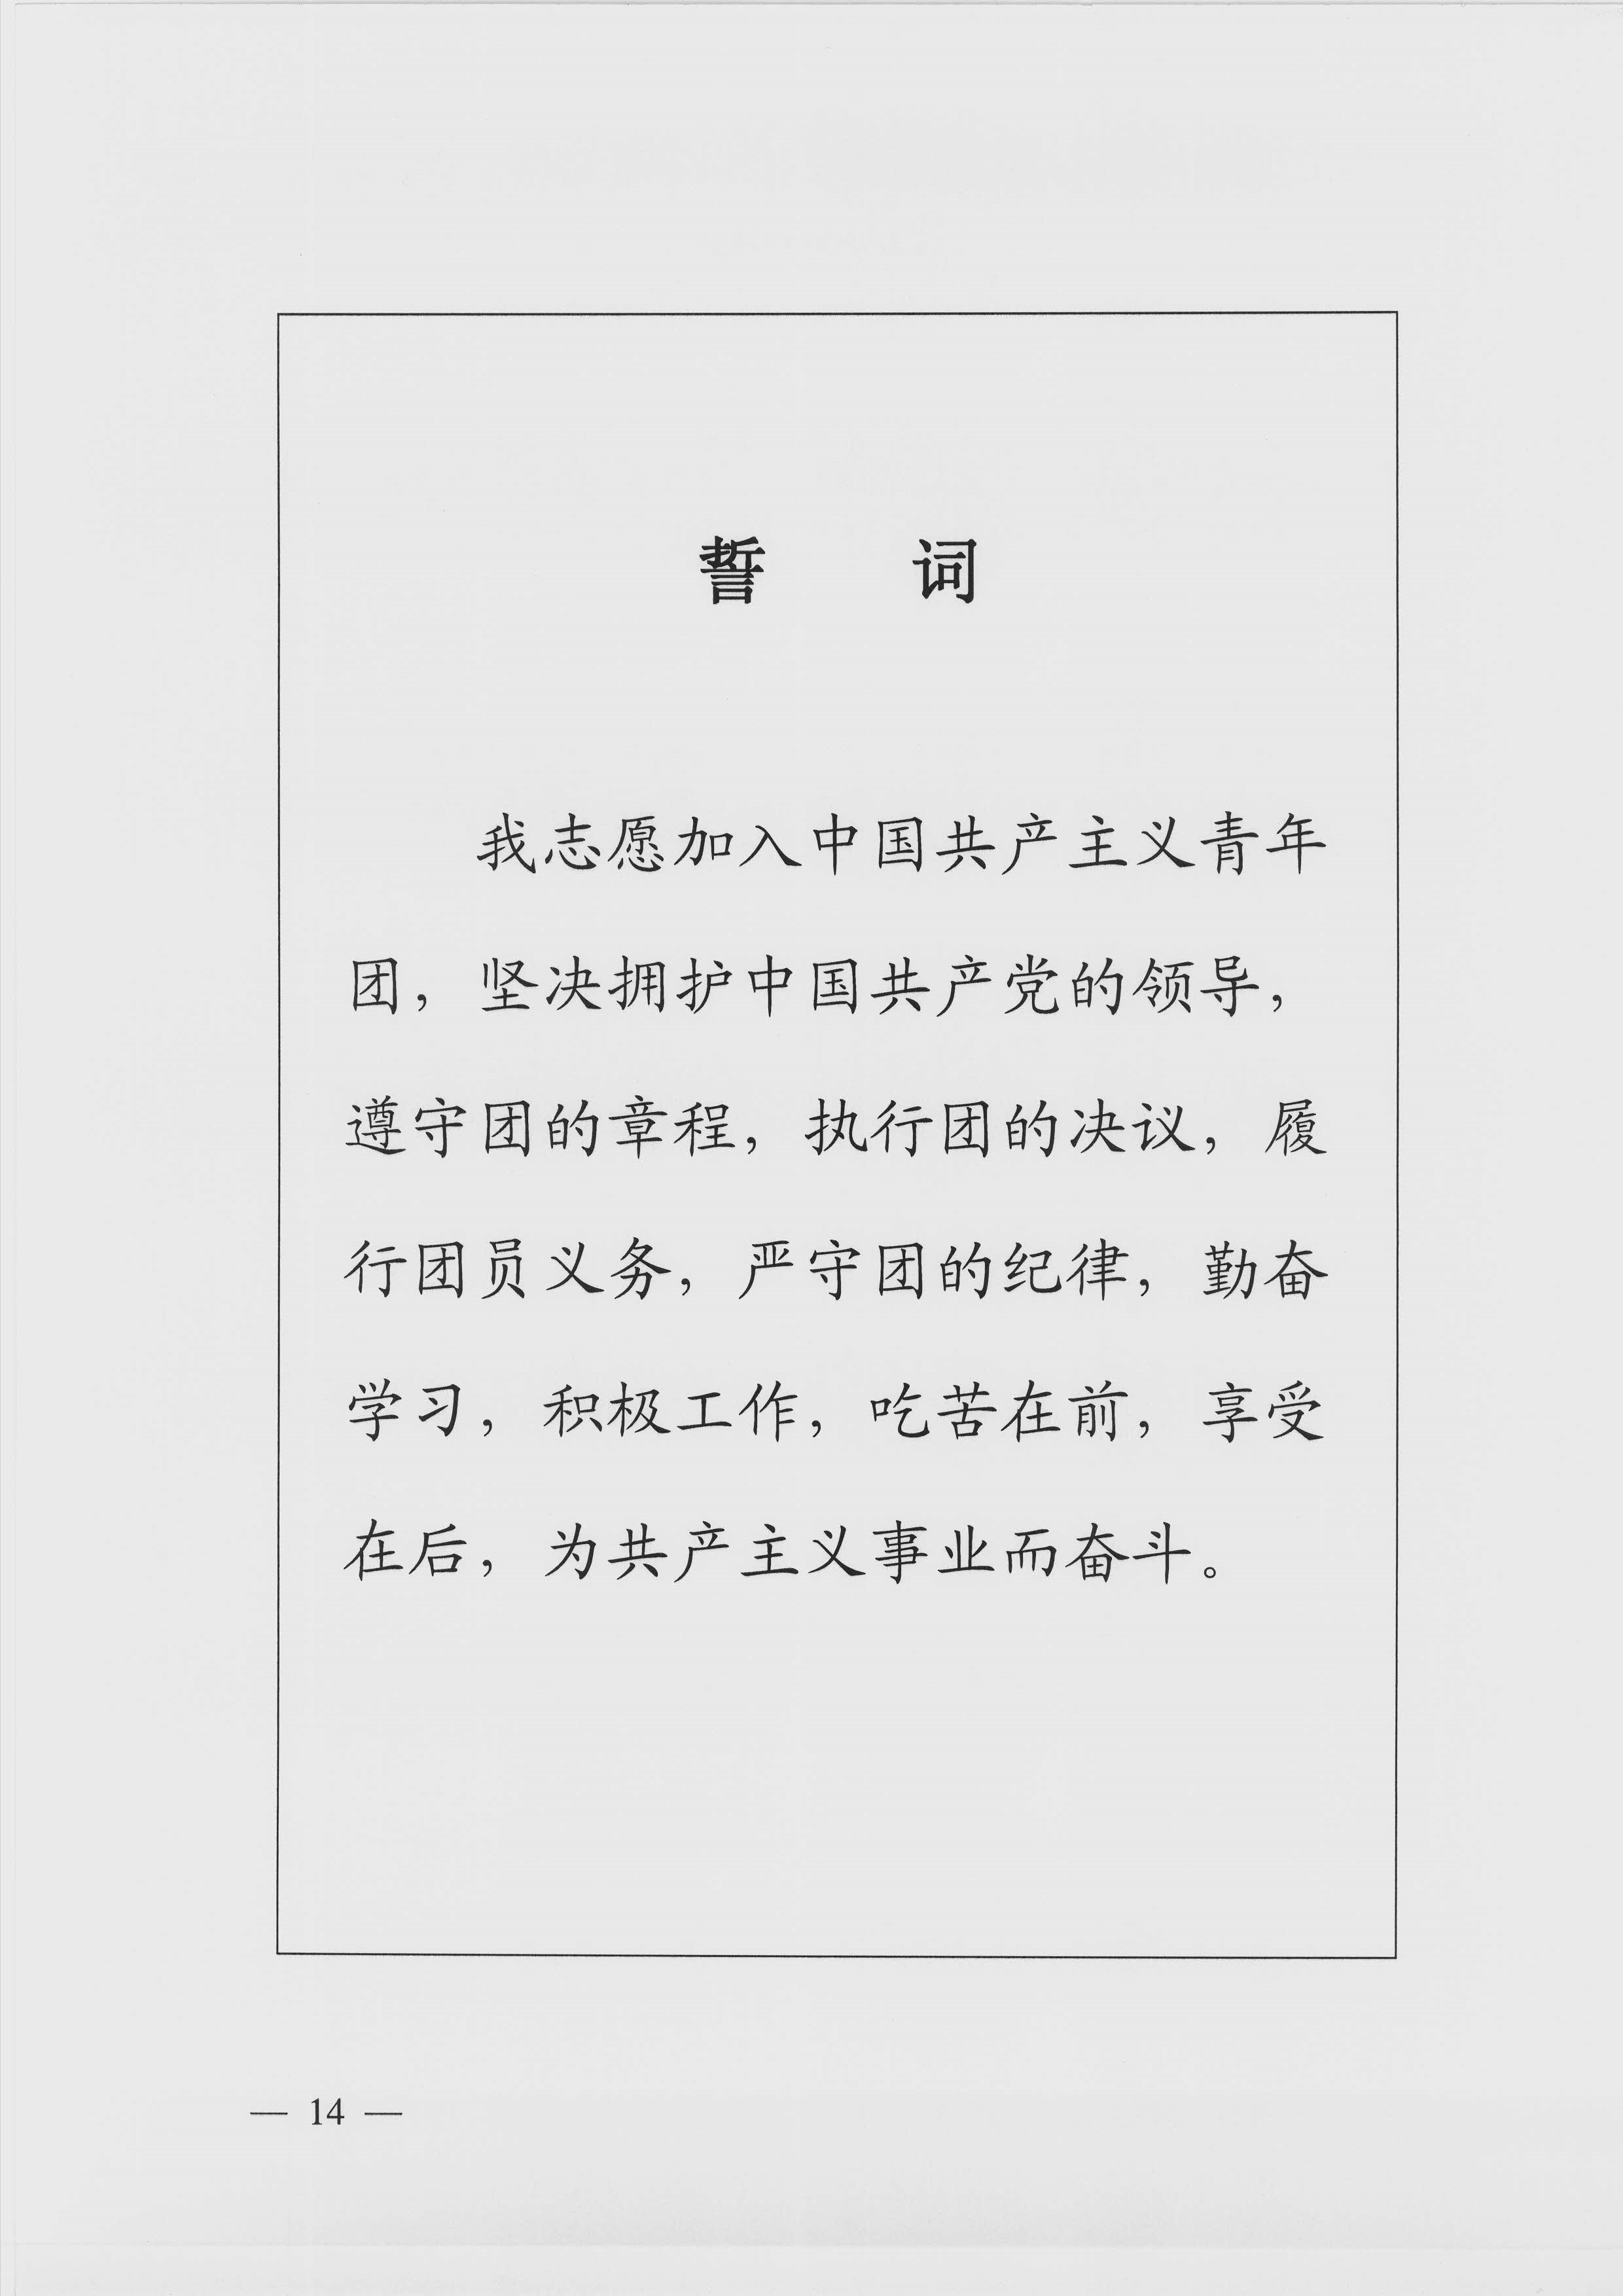 誓 词
我志愿加入中国共产主义青年
团，坚决拥护中国共产党的领导，
遵守团的章程，执行团的决议，履
行团员义务，严守团的纪律，勤奋
学习，积极工作，吃苦在前，享受
在后，为共产主义事业而奋斗。
— 14 —